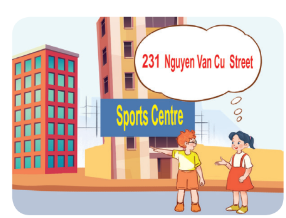 231 Nguyen Van Cu Street
Sports Centre